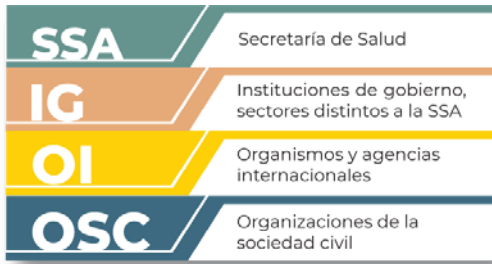 SSA
Secretaría de Salud
IG
Instituciones de gobierno,
sectores distintos a la SSA
OI
Organismos y agencias
internacionales
OSC
Organizaciones de la
sociedad civil